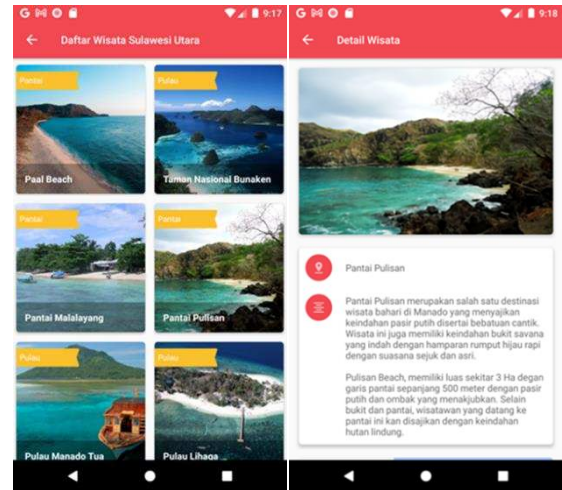 9:17
Daftar Wisata Sulawesi Utara
Pantai
Pulau
Paal Beach
Taman Nasional Bunaken
Pantai
Pantai
Pantai Malalayang
Pantai Pulisan
Pulau
Pulau
Pulau Manado Tua
Pulau Lihaga
9:18
Detail Wisata
Pantai Pulisan
Pantai Pulisan merupakan salah satu destinasi
wisata bahari di Manado yang menyajikan
keindahan pasir putih disertai bebatuan cantik.
Wisata ini juga memiliki keindahan bukit savana
yang indah dengan hamparan rumput hijau rapi
dengan suasana sejuk dan asri.
Pulisan Beach, memiliki luas sekitar 3 Ha degan
garis pantai sepanjang 500 meter dengan pasir
putih dan ombak yang menakjubkan. Selain
bukit dan pantai, wisatawan yang datang ke
pantai ini kan disajikan dengan keindahan
hutan lindung.